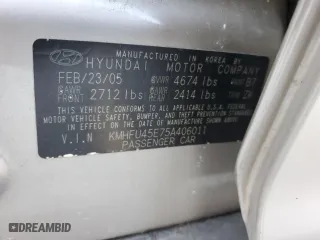 MANUFACTURED IN KOREA BY
HYUNDAI MOTOR COMPANY
FEB/23/05 GVWR 4674 lbs
GAWR FRONT 2712 lbs GAWR REAR 2414 lbs
THIS VEHICLE CONFORMS TO ALL APPLICABLE U.S.A. FEDERAL
MOTOR VEHICLE SAFETY, BUMPER, AND THEFT PREVENTION STANDARDS
IN EFFECT ON THE DATE OF MANUFACTURE SHOWN ABOVE.
V.I.N KMHFU45E75A406011
PASSENGER CAR
AUTOBIDMASTER